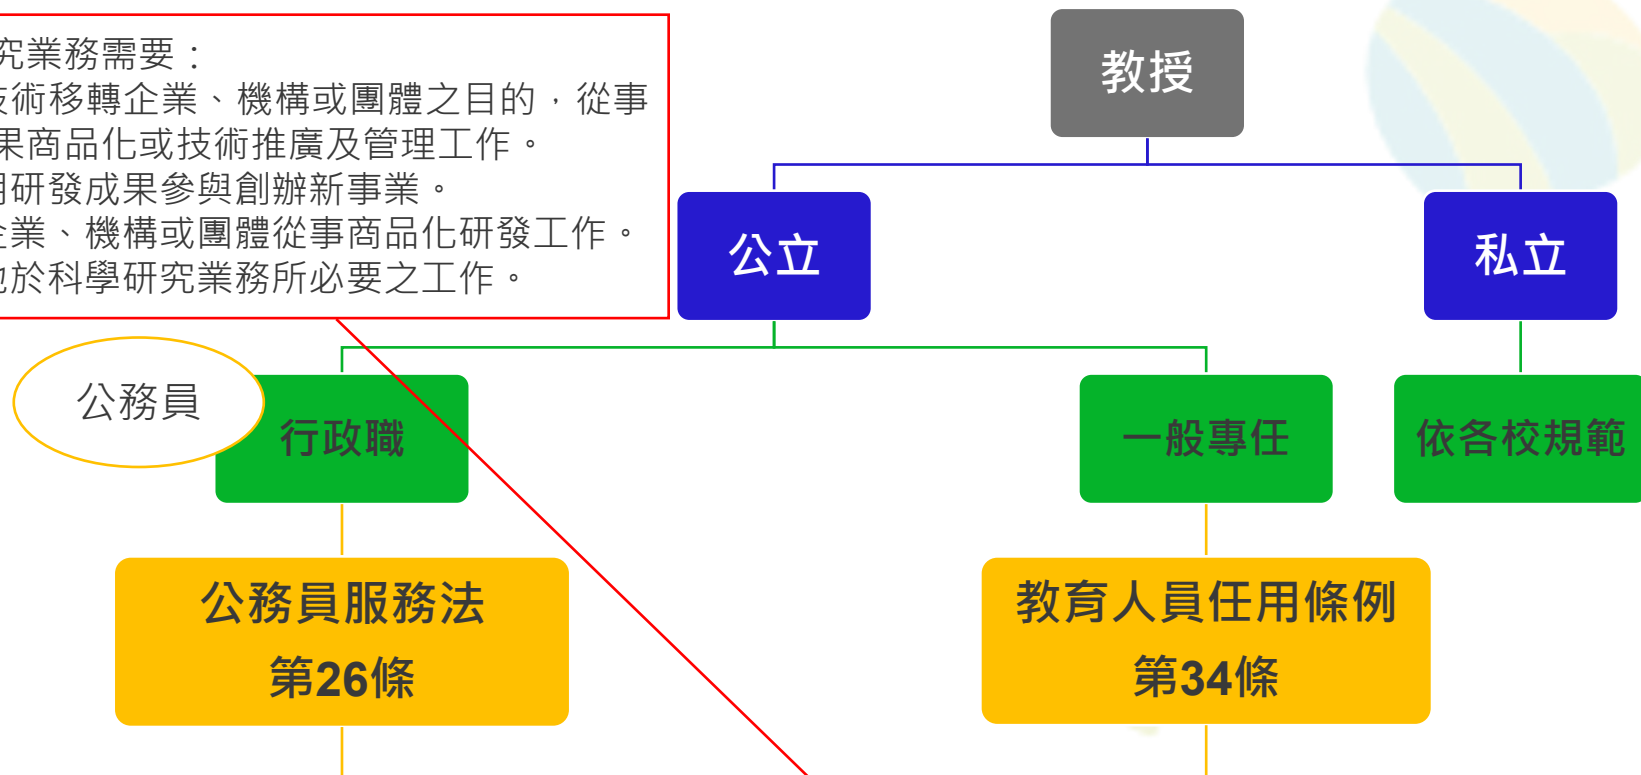 究業務需要：
技術移轉企業、機構或團體之目的，從事
果商品化或技術推廣及管理工作。
用研發成果參與創辦新事業。
企業、機構或團體從事商品化研發工作。
他於科學研究業務所必要之工作。
教授
公立
私立
公務員
行政職
一般專任
依各校規範
公務員服務法
第26條
教育人員任用條例
第34條